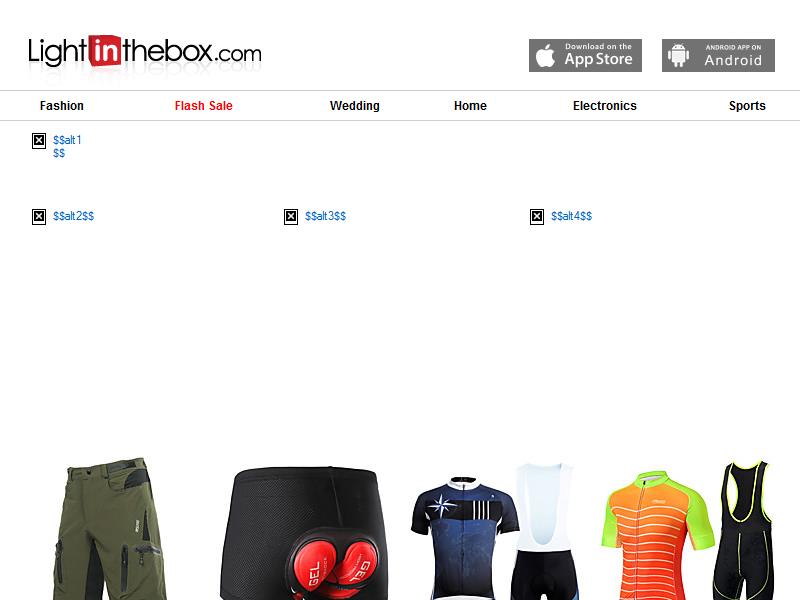 Lightinthebox.com
Download on the
App Store
ANDROID APP ON
Android
Fashion Flash Sale Wedding Home Electronics Sports
$$alt1
$$
$$alt2$$ $$alt3$$ $$alt4$$
GEL GEL